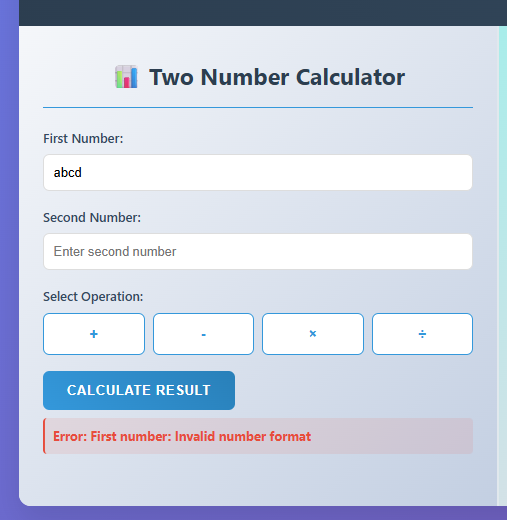 Two Number Calculator
First Number:
abcd
Second Number:
Enter second number
Select Operation:
+ - × ÷
CALCULATE RESULT
Error: First number: Invalid number format